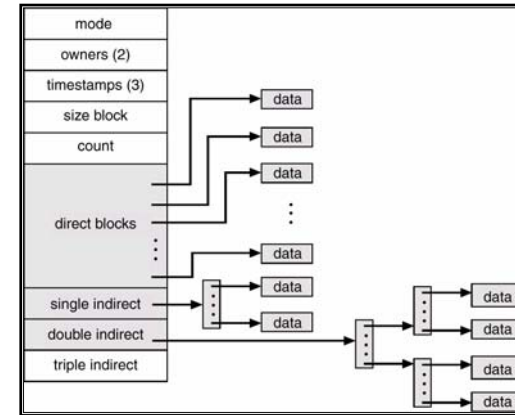 mode
owners (2)
timestamps (3)
size block
count
direct blocks
single indirect
double indirect
triple indirect
data
data
data
data
data
data
data
data
data
data